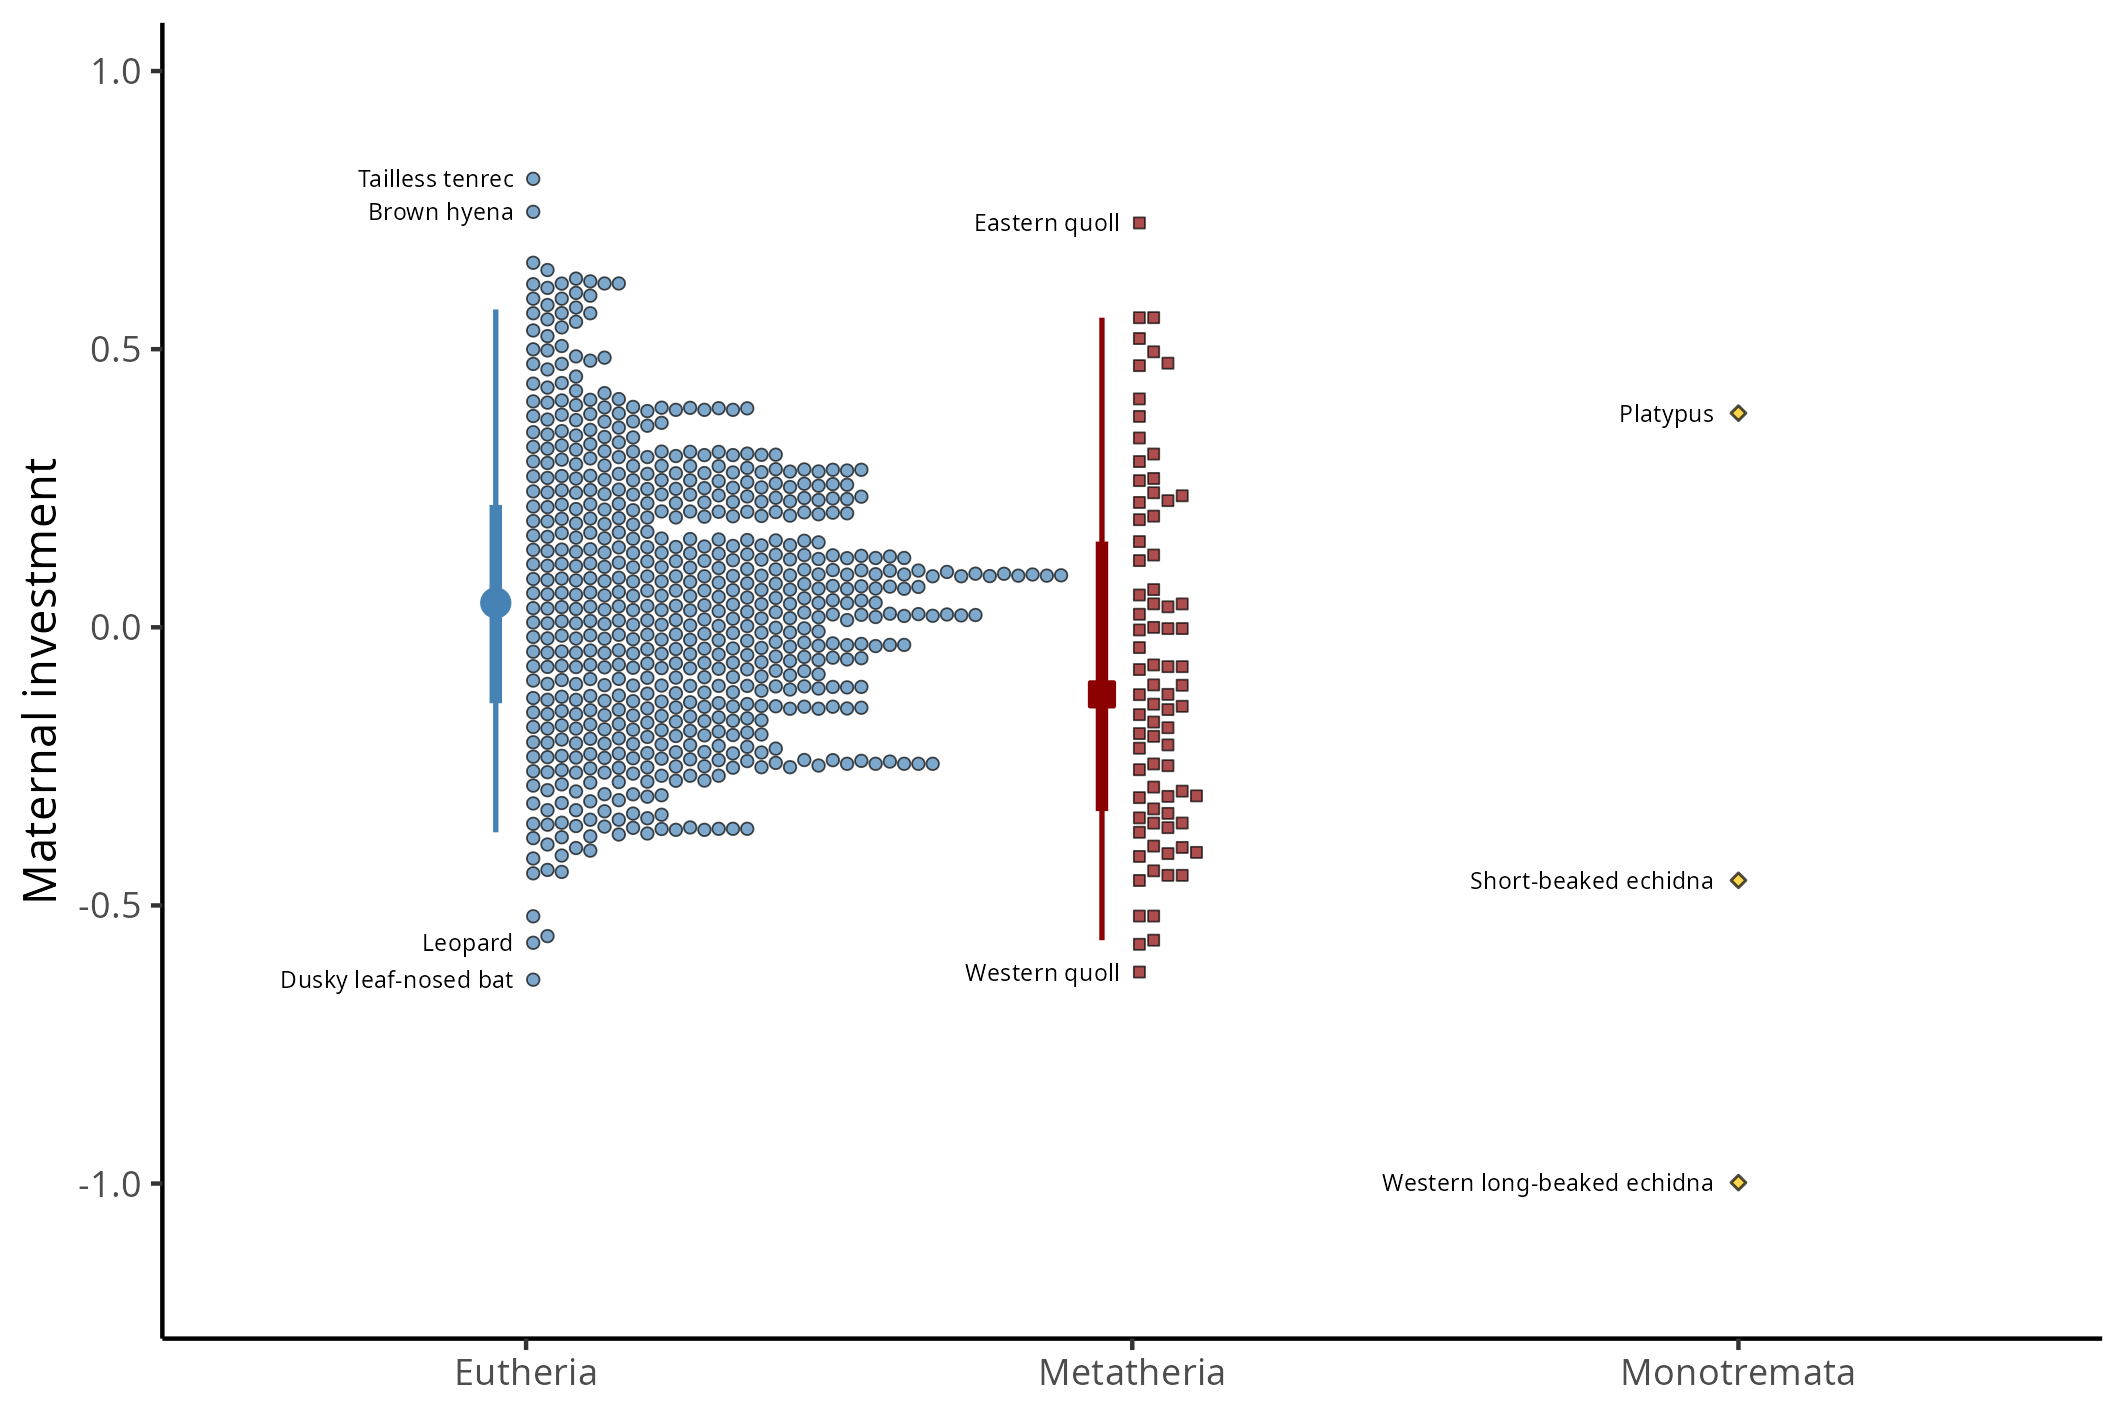 Maternal investment
1.0
0.5
0.0
-0.5
-1.0
Tailless tenrec
Brown hyena
Leopard
Dusky leaf-nosed bat
Eastern quoll
Western quoll
Platypus
Short-beaked echidna
Western long-beaked echidna
Eutheria
Metatheria
Monotremata